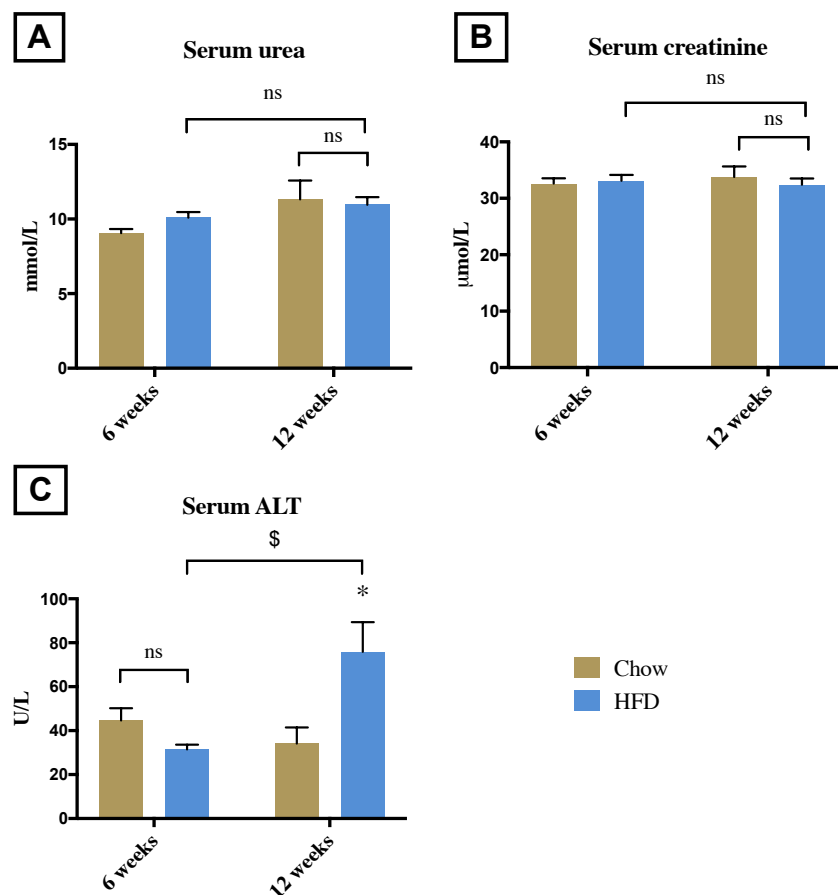 A
Serum urea
ns
ns
15
10
5
0
mmol/L
6 weeks
12 weeks
B
Serum creatinine
ns
ns
40
30
20
10
0
µmol/L
6 weeks
12 weeks
C
Serum ALT
$
*
ns
100
80
60
40
20
0
U/L
6 weeks
12 weeks
Chow
HFD